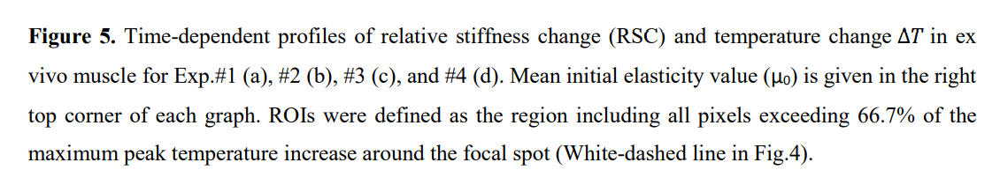 Figure 5. Time-dependent profiles of relative stiffness change (RSC) and temperature change ΔT in ex
vivo muscle for Exp.#1 (a), #2 (b), #3 (c), and #4 (d). Mean initial elasticity value (μ₀) is given in the right
top corner of each graph. ROIs were defined as the region including all pixels exceeding 66.7% of the
maximum peak temperature increase around the focal spot (White-dashed line in Fig.4).